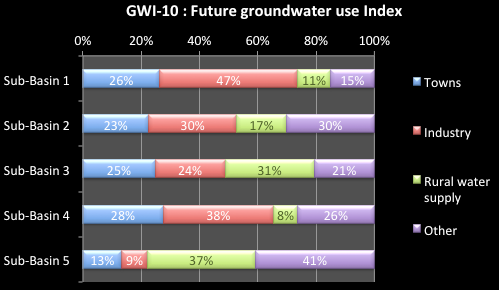 GWI-10 : Future groundwater use Index
0% 20% 40% 60% 80% 100%
Sub-Basin 1 26% 47% 11% 15%
Sub-Basin 2 23% 30% 17% 30%
Sub-Basin 3 25% 24% 31% 21%
Sub-Basin 4 28% 38% 8% 26%
Sub-Basin 5 13% 9% 37% 41%
Towns
Industry
Rural water
supply
Other